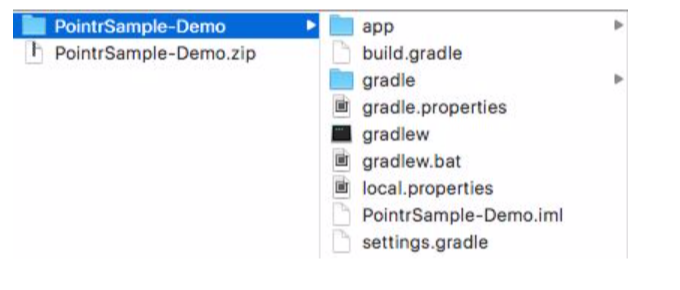 PointrSample-Demo
PointrSample-Demo.zip
app
build.gradle
gradle
gradle.properties
gradlew
gradlew.bat
local.properties
PointrSample-Demo.iml
settings.gradle